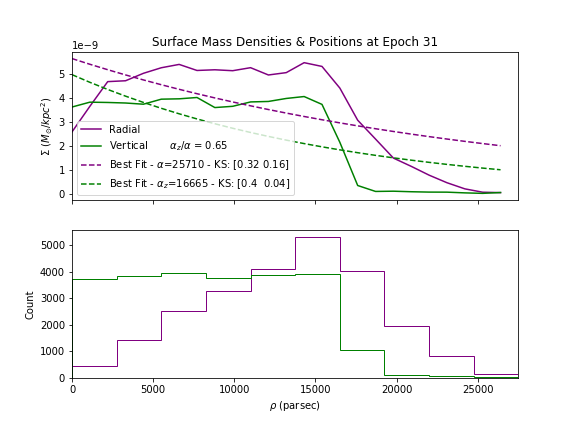 Surface Mass Densities & Positions at Epoch 31
1e−9
5
4
3
2
1
0
Σ (M⊙/kpc²)
Radial
Vertical α_z/α = 0.65
Best Fit - α=25710 - KS: [0.32 0.16]
Best Fit - α_z=16665 - KS: [0.4 0.04]
5000
4000
3000
2000
1000
0
Count
0 5000 10000 15000 20000 25000
ρ (parsec)